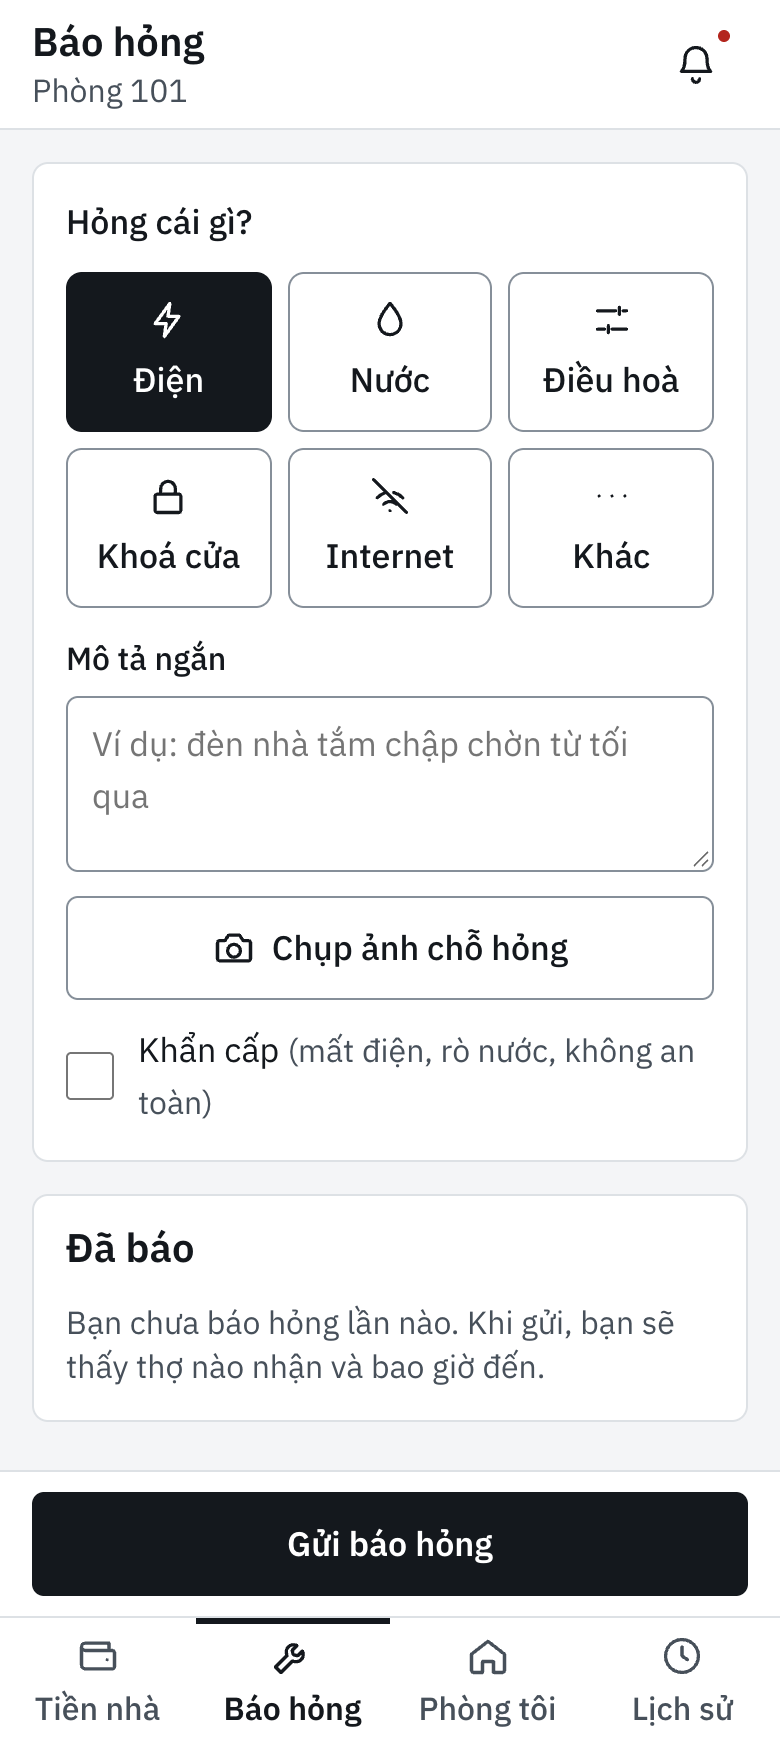 Báo hỏng
Phòng 101
Hỏng cái gì?
Điện
Nước
Điều hoà
Khoá cửa
Internet
Khác
Mô tả ngắn
Ví dụ: đèn nhà tắm chập chờn từ tối
qua
Chụp ảnh chỗ hỏng
Khẩn cấp (mất điện, rò nước, không an
toàn)
Đã báo
Bạn chưa báo hỏng lần nào. Khi gửi, bạn sẽ
thấy thợ nào nhận và bao giờ đến.
Gửi báo hỏng
Tiền nhà
Báo hỏng
Phòng tôi
Lịch sử